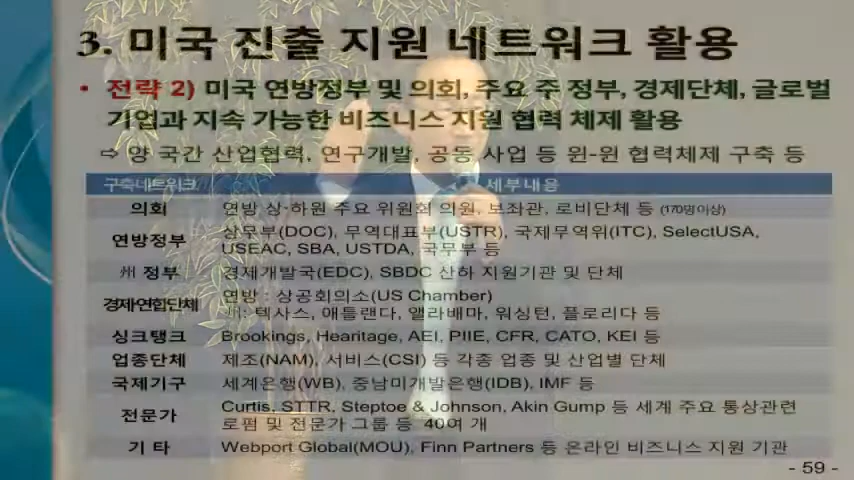 3. 미국 진출 지원 네트워크 활용
• 전략 2) 미국 연방정부 및 의회, 주요 주 정부, 경제단체, 글로벌
기업과 지속 가능한 비즈니스 지원 협력 체제 활용
⇨ 양 국간 산업협력, 연구개발, 공동 사업 등 윈-윈 협력체제 구축 등
구축네트워크 세부내용
의회 연방 상·하원 주요 위원회 의원, 보좌관, 로비단체 등 (170명이상)
연방정부 상무부(DOC), 무역대표부(USTR), 국제무역위(ITC), SelectUSA,
USEAC, SBA, USTDA, 국무부 등
州 정부 경제개발국(EDC), SBDC 산하 지원기관 및 단체
경제연합단체 연방 : 상공회의소(US Chamber)
州: 텍사스, 애틀랜다, 앨라배마, 워싱턴, 플로리다 등
싱크탱크 Brookings, Hearitage, AEI, PIIE, CFR, CATO, KEI 등
업종단체 제조(NAM), 서비스(CSI) 등 각종 업종 및 산업별 단체
국제기구 세계은행(WB), 중남미개발은행(IDB), IMF 등
전문가 Curtis, STTR, Steptoe & Johnson, Akin Gump 등 세계 주요 통상관련
로펌 및 전문가 그룹 등 40여 개
기 타 Webport Global(MOU), Finn Partners 등 온라인 비즈니스 지원 기관
- 59 -